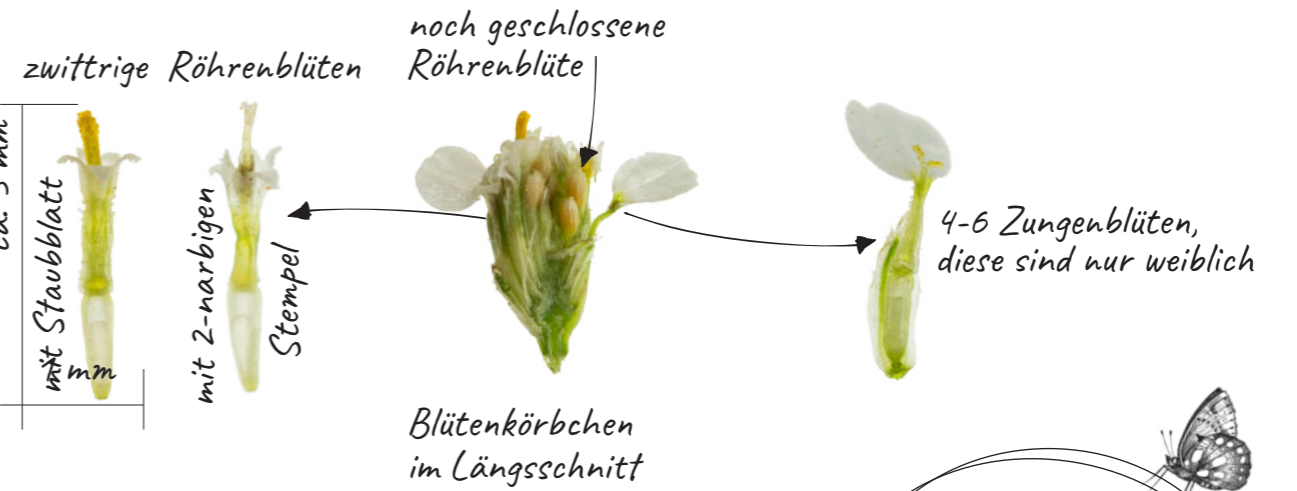 noch geschlossene
Röhrenblüte
zwittrige Röhrenblüten
mit Staubblatt
1 mm
mit 2-narbigen
Stempel
4-6 Zungenblüten,
diese sind nur weiblich
Blütenkörbchen
im Längsschnitt